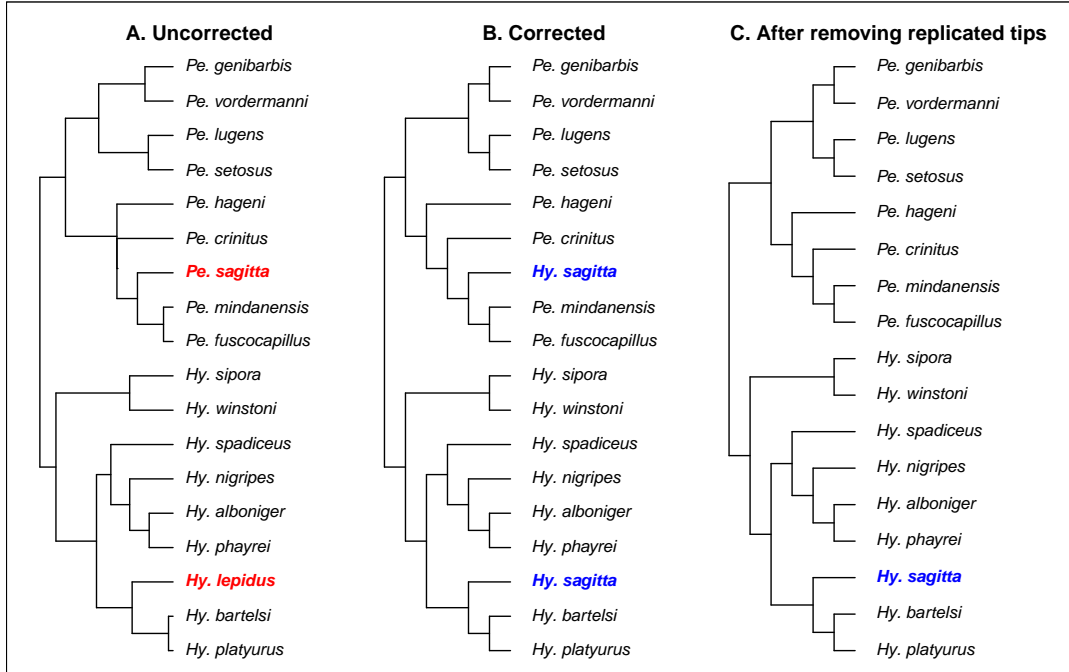 A. Uncorrected
Pe. genibarbis
Pe. vordermanni
Pe. lugens
Pe. setosus
Pe. hageni
Pe. crinitus
Pe. sagitta
Pe. mindanensis
Pe. fuscocapillus
Hy. sipora
Hy. winstoni
Hy. spadiceus
Hy. nigripes
Hy. alboniger
Hy. phayrei
Hy. lepidus
Hy. bartelsi
Hy. platyurus
B. Corrected
Pe. genibarbis
Pe. vordermanni
Pe. lugens
Pe. setosus
Pe. hageni
Pe. crinitus
Hy. sagitta
Pe. mindanensis
Pe. fuscocapillus
Hy. sipora
Hy. winstoni
Hy. spadiceus
Hy. nigripes
Hy. alboniger
Hy. phayrei
Hy. sagitta
Hy. bartelsi
Hy. platyurus
C. After removing replicated tips
Pe. genibarbis
Pe. vordermanni
Pe. lugens
Pe. setosus
Pe. hageni
Pe. crinitus
Pe. mindanensis
Pe. fuscocapillus
Hy. sipora
Hy. winstoni
Hy. spadiceus
Hy. nigripes
Hy. alboniger
Hy. phayrei
Hy. sagitta
Hy. bartelsi
Hy. platyurus